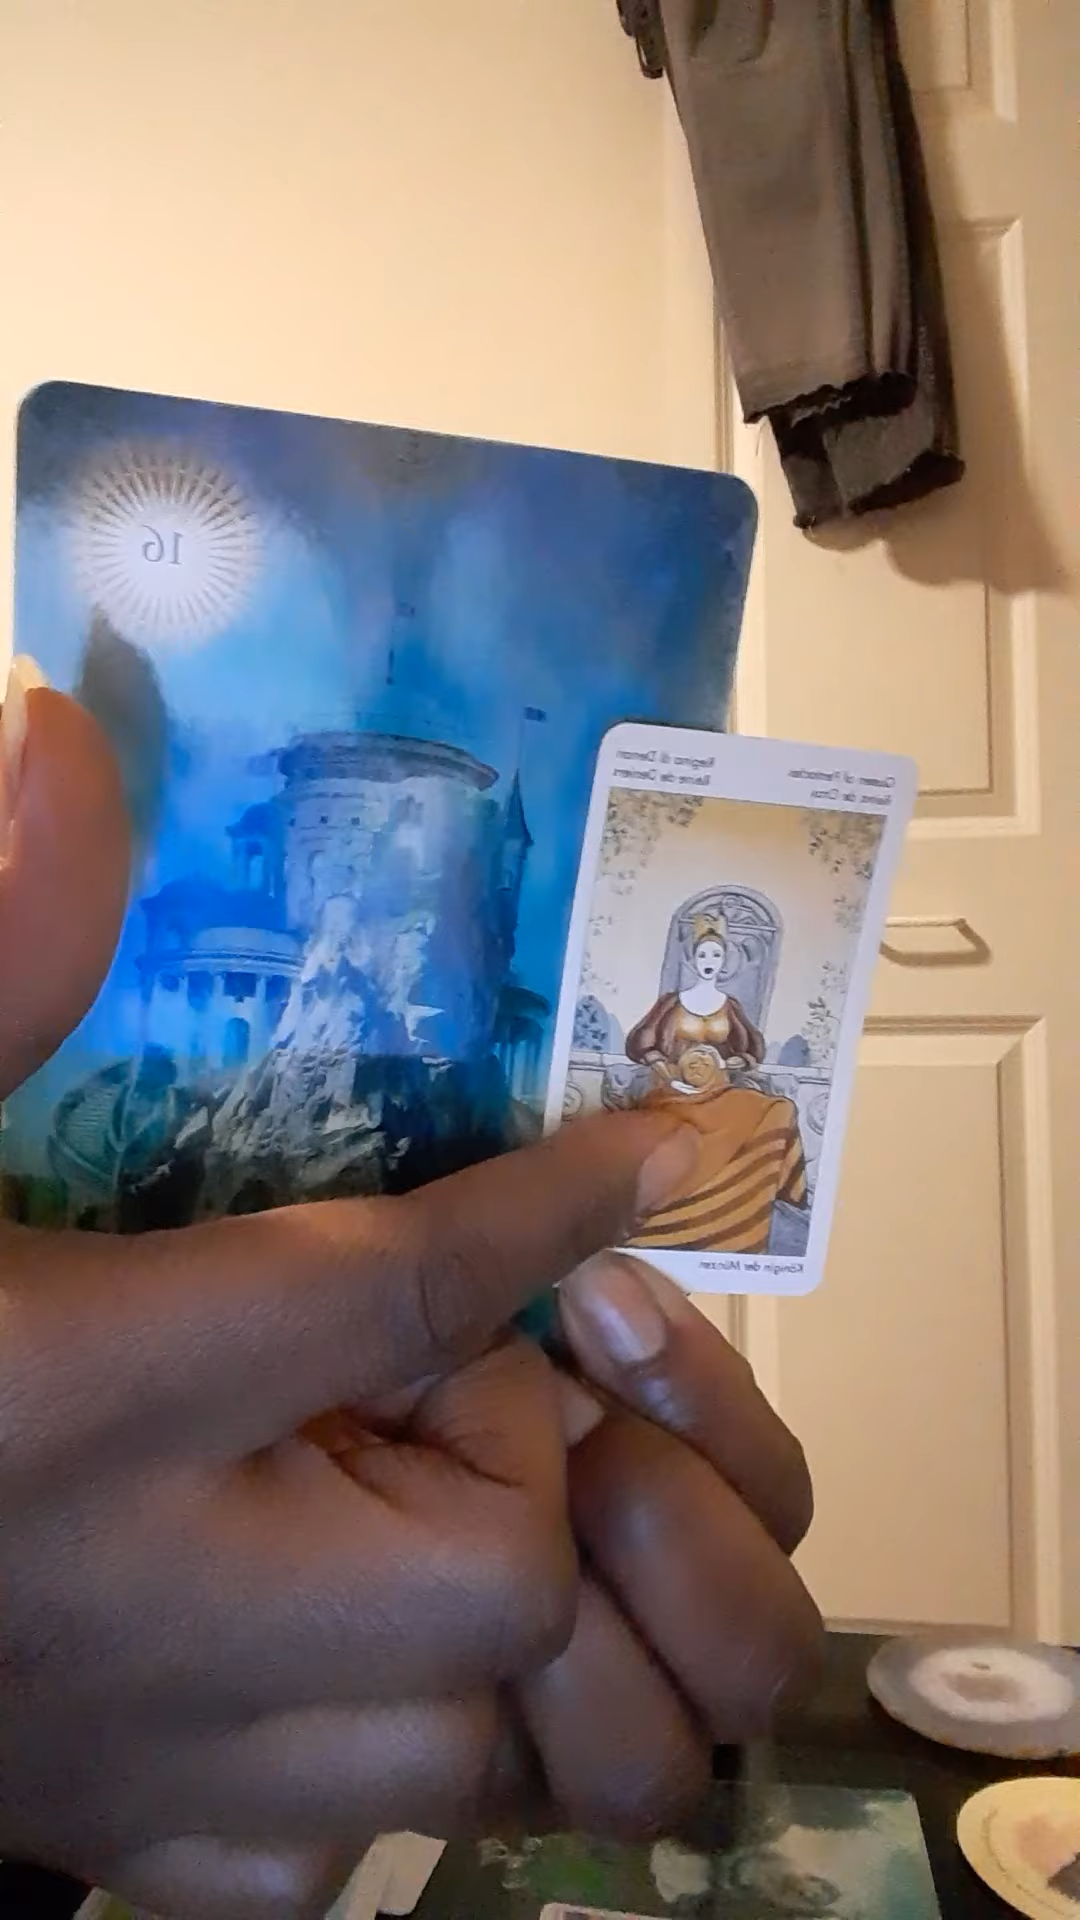 16
Queen of Pentacles
Regina di Denari
Reina de Oros
Reine de Deniers
Königin der Münzen